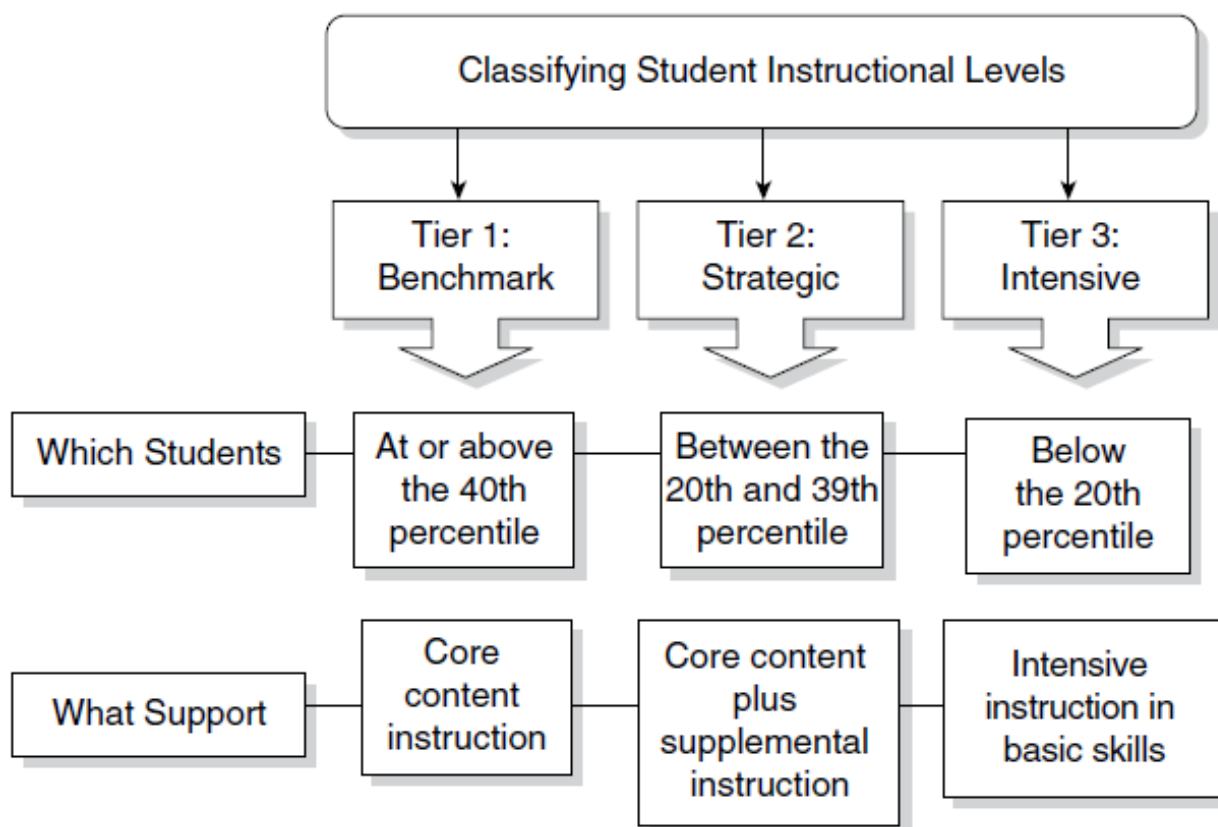 Classifying Student Instructional Levels
Tier 1:
Benchmark
Tier 2:
Strategic
Tier 3:
Intensive
Which Students
At or above
the 40th
percentile
Between the
20th and 39th
percentile
Below
the 20th
percentile
What Support
Core
content
instruction
Core content
plus
supplemental
instruction
Intensive
instruction in
basic skills